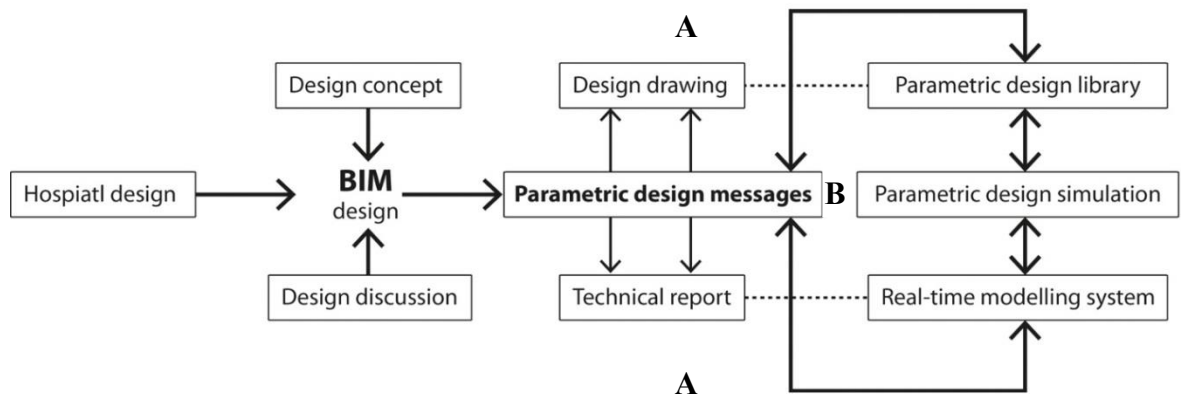 A
Design concept
Design drawing
Parametric design library
Hospiatl design
BIM
design
Parametric design messages
B
Parametric design simulation
Design discussion
Technical report
Real-time modelling system
A